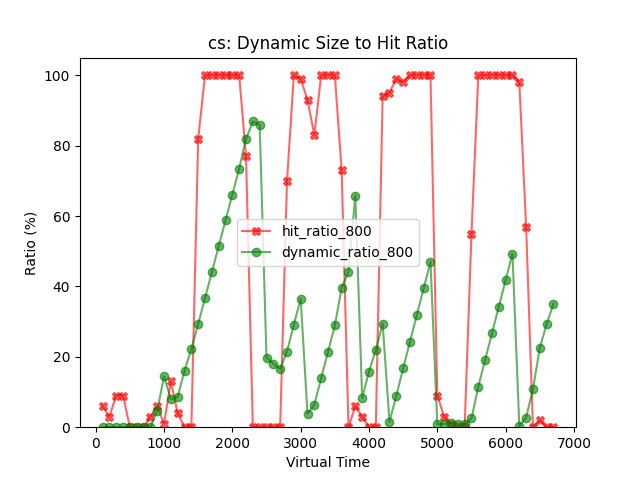 cs: Dynamic Size to Hit Ratio
100
80
60
40
20
0
Ratio (%)
hit_ratio_800
dynamic_ratio_800
0 1000 2000 3000 4000 5000 6000 7000
Virtual Time